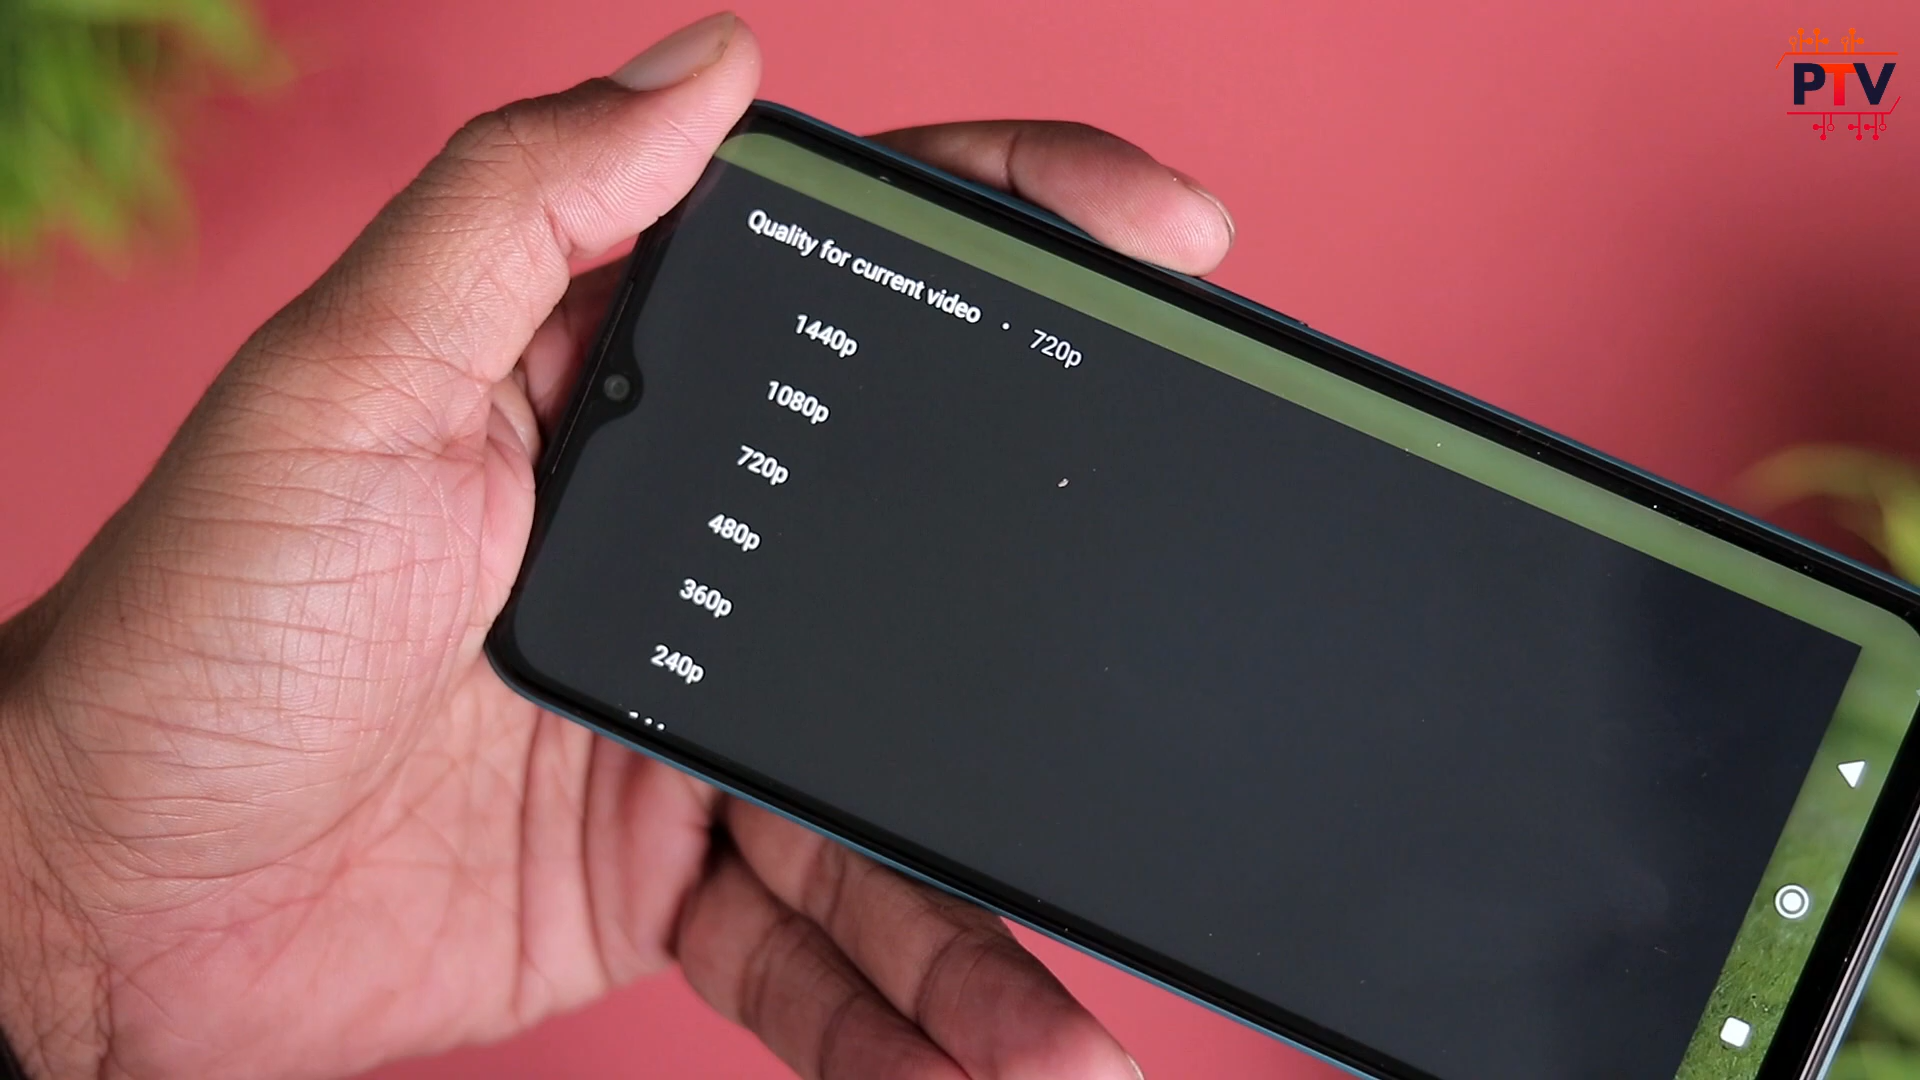 PTV
Quality for current video • 720p
1440p
1080p
720p
480p
360p
240p
...